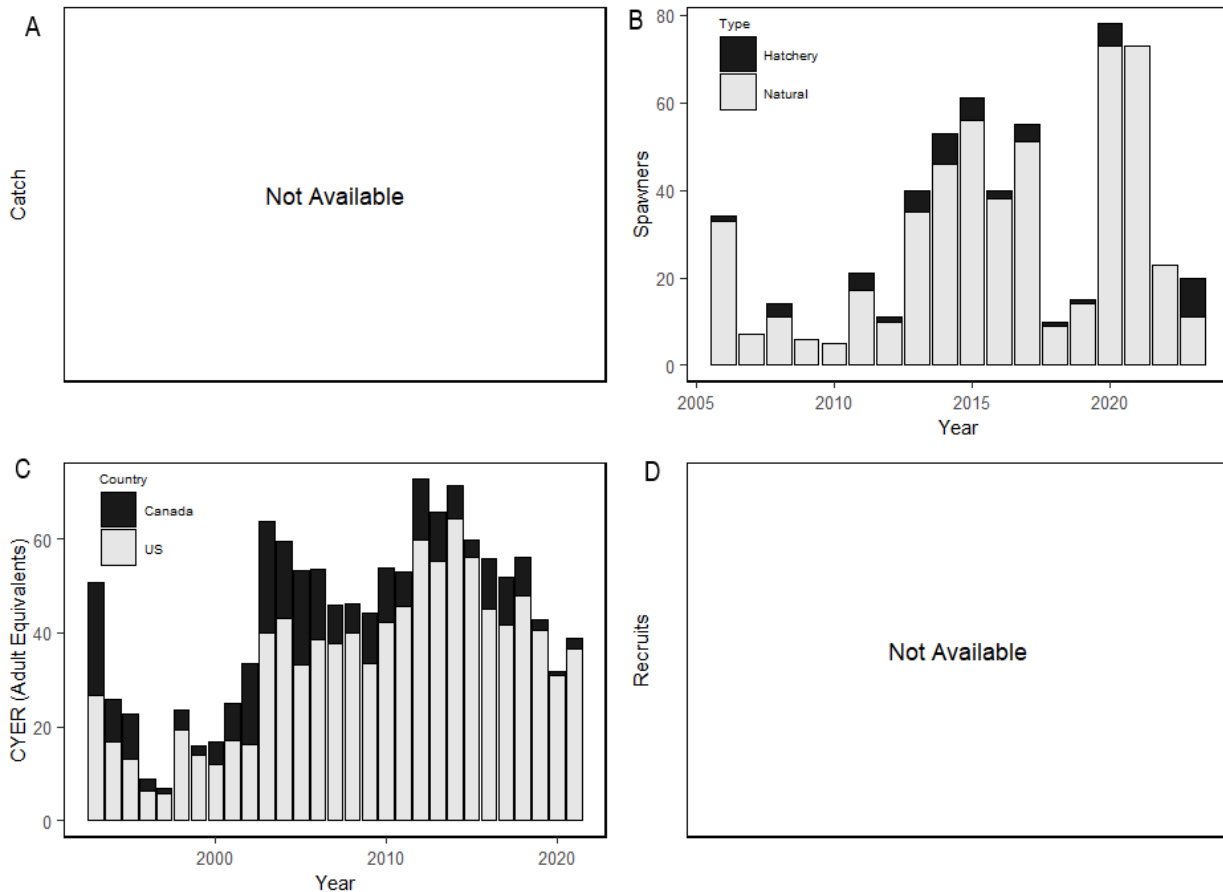 A
Catch
Not Available
B
Type
Hatchery
Natural
Spawners
80
60
40
20
0
2005
2010
2015
2020
Year
C
Country
Canada
US
CYER (Adult Equivalents)
60
40
20
0
2000
2010
2020
Year
D
Recruits
Not Available